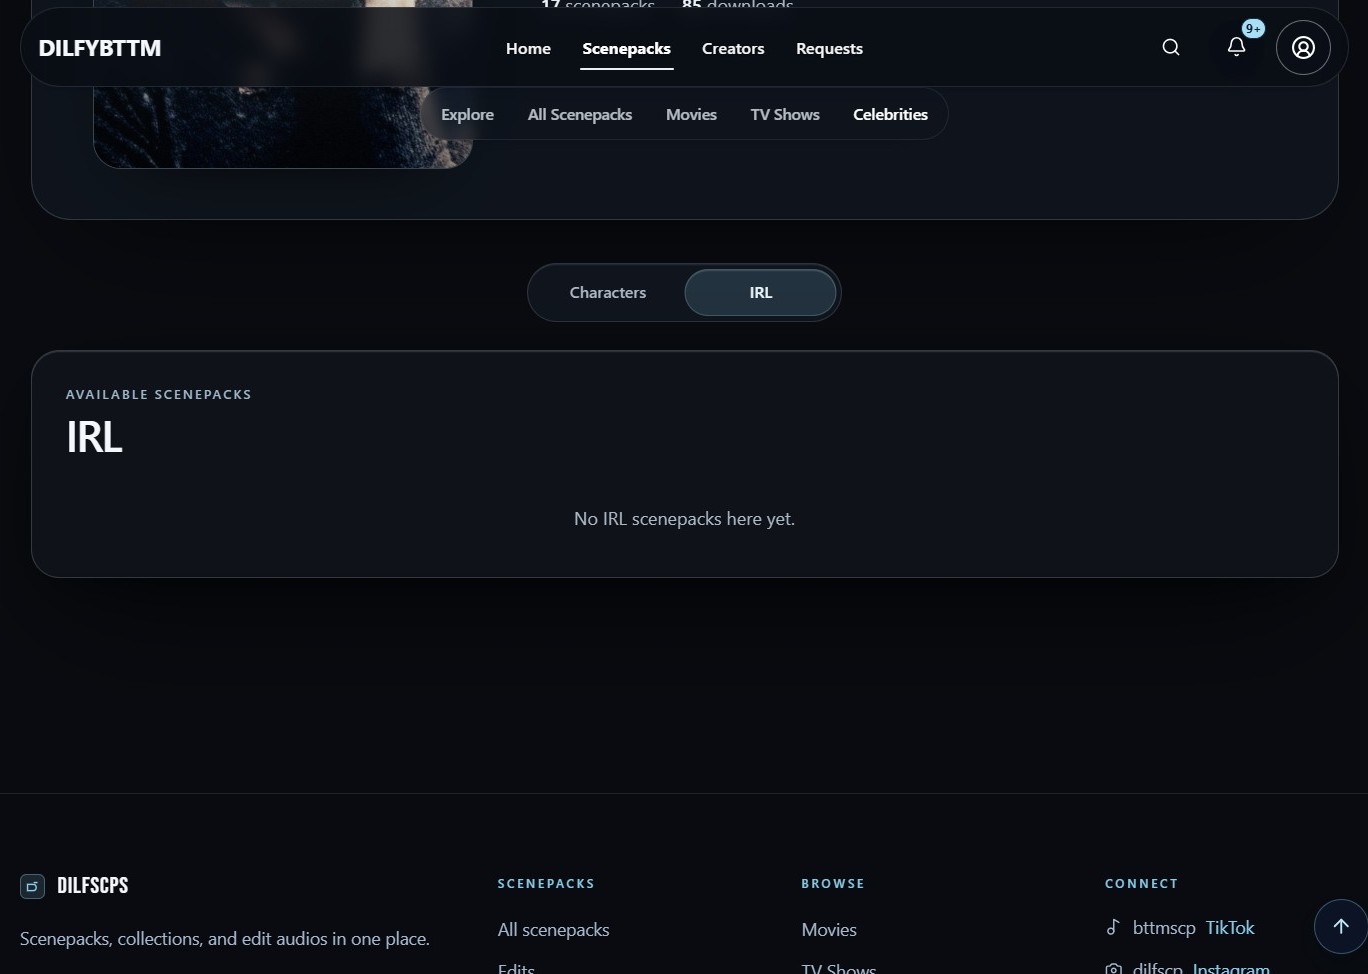 17 scenepacks 85 downloads
DILFYBTTM
Home Scenepacks Creators Requests
9+
Explore All Scenepacks Movies TV Shows Celebrities
Characters IRL
AVAILABLE SCENEPACKS
IRL
No IRL scenepacks here yet.
DILFSCPS
Scenepacks, collections, and edit audios in one place.
SCENEPACKS
All scenepacks
Edits
BROWSE
Movies
TV Shows
CONNECT
bttmscp TikTok
dilfscp Instagram